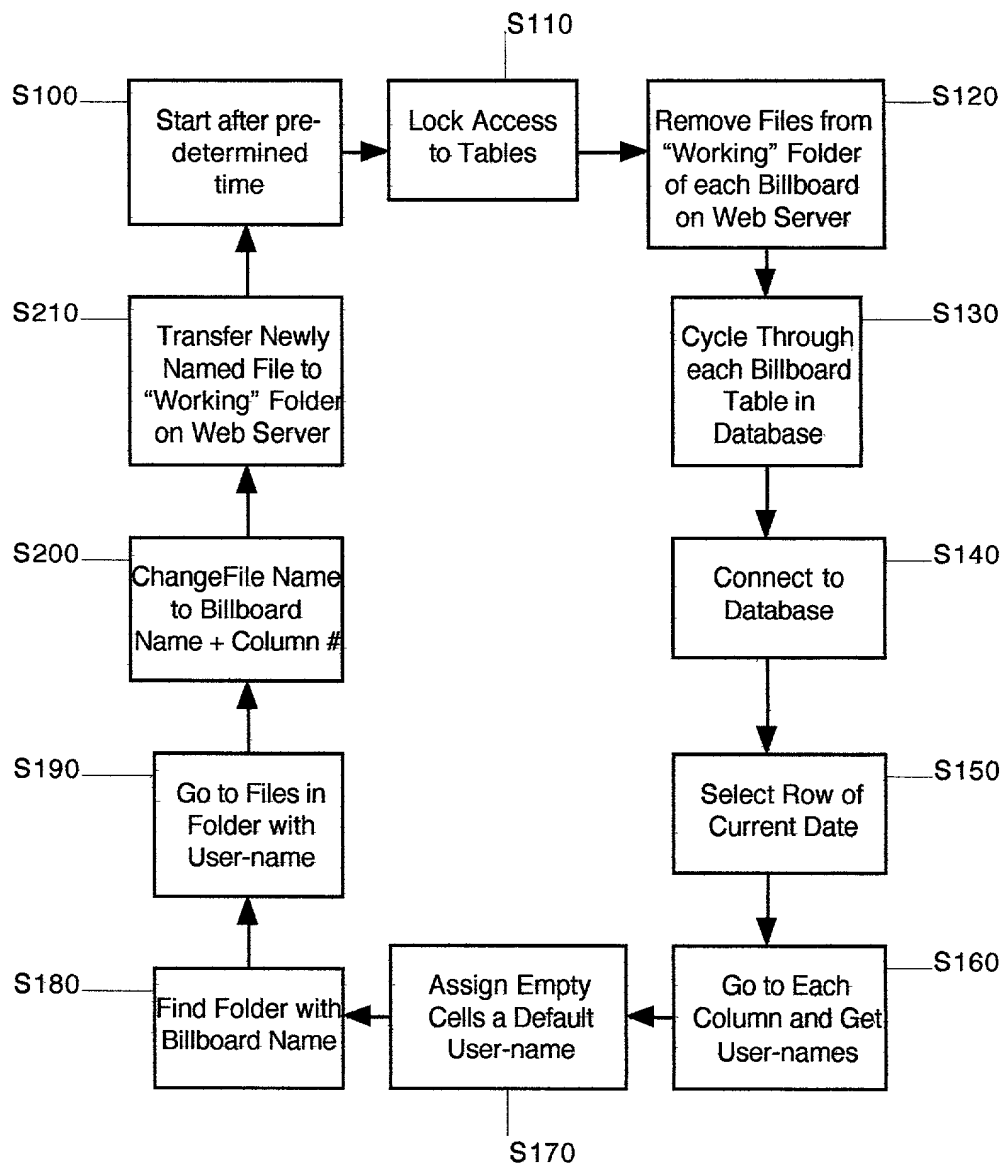 S110
S100
Start after pre-
determined
time
Lock Access
to Tables
S120
Remove Files from
“Working” Folder
of each Billboard
on Web Server
S210
Transfer Newly
Named File to
“Working” Folder
on Web Server
S130
Cycle Through
each Billboard
Table in
Database
S200
ChangeFile Name
to Billboard
Name + Column #
S140
Connect to
Database
S190
Go to Files in
Folder with
User-name
S150
Select Row of
Current Date
S180
Find Folder with
Billboard Name
Assign Empty
Cells a Default
User-name
S160
Go to Each
Column and Get
User-names
S170